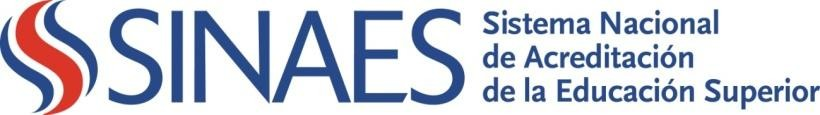 SINAES
Sistema Nacional
de Acreditación
de la Educación Superior